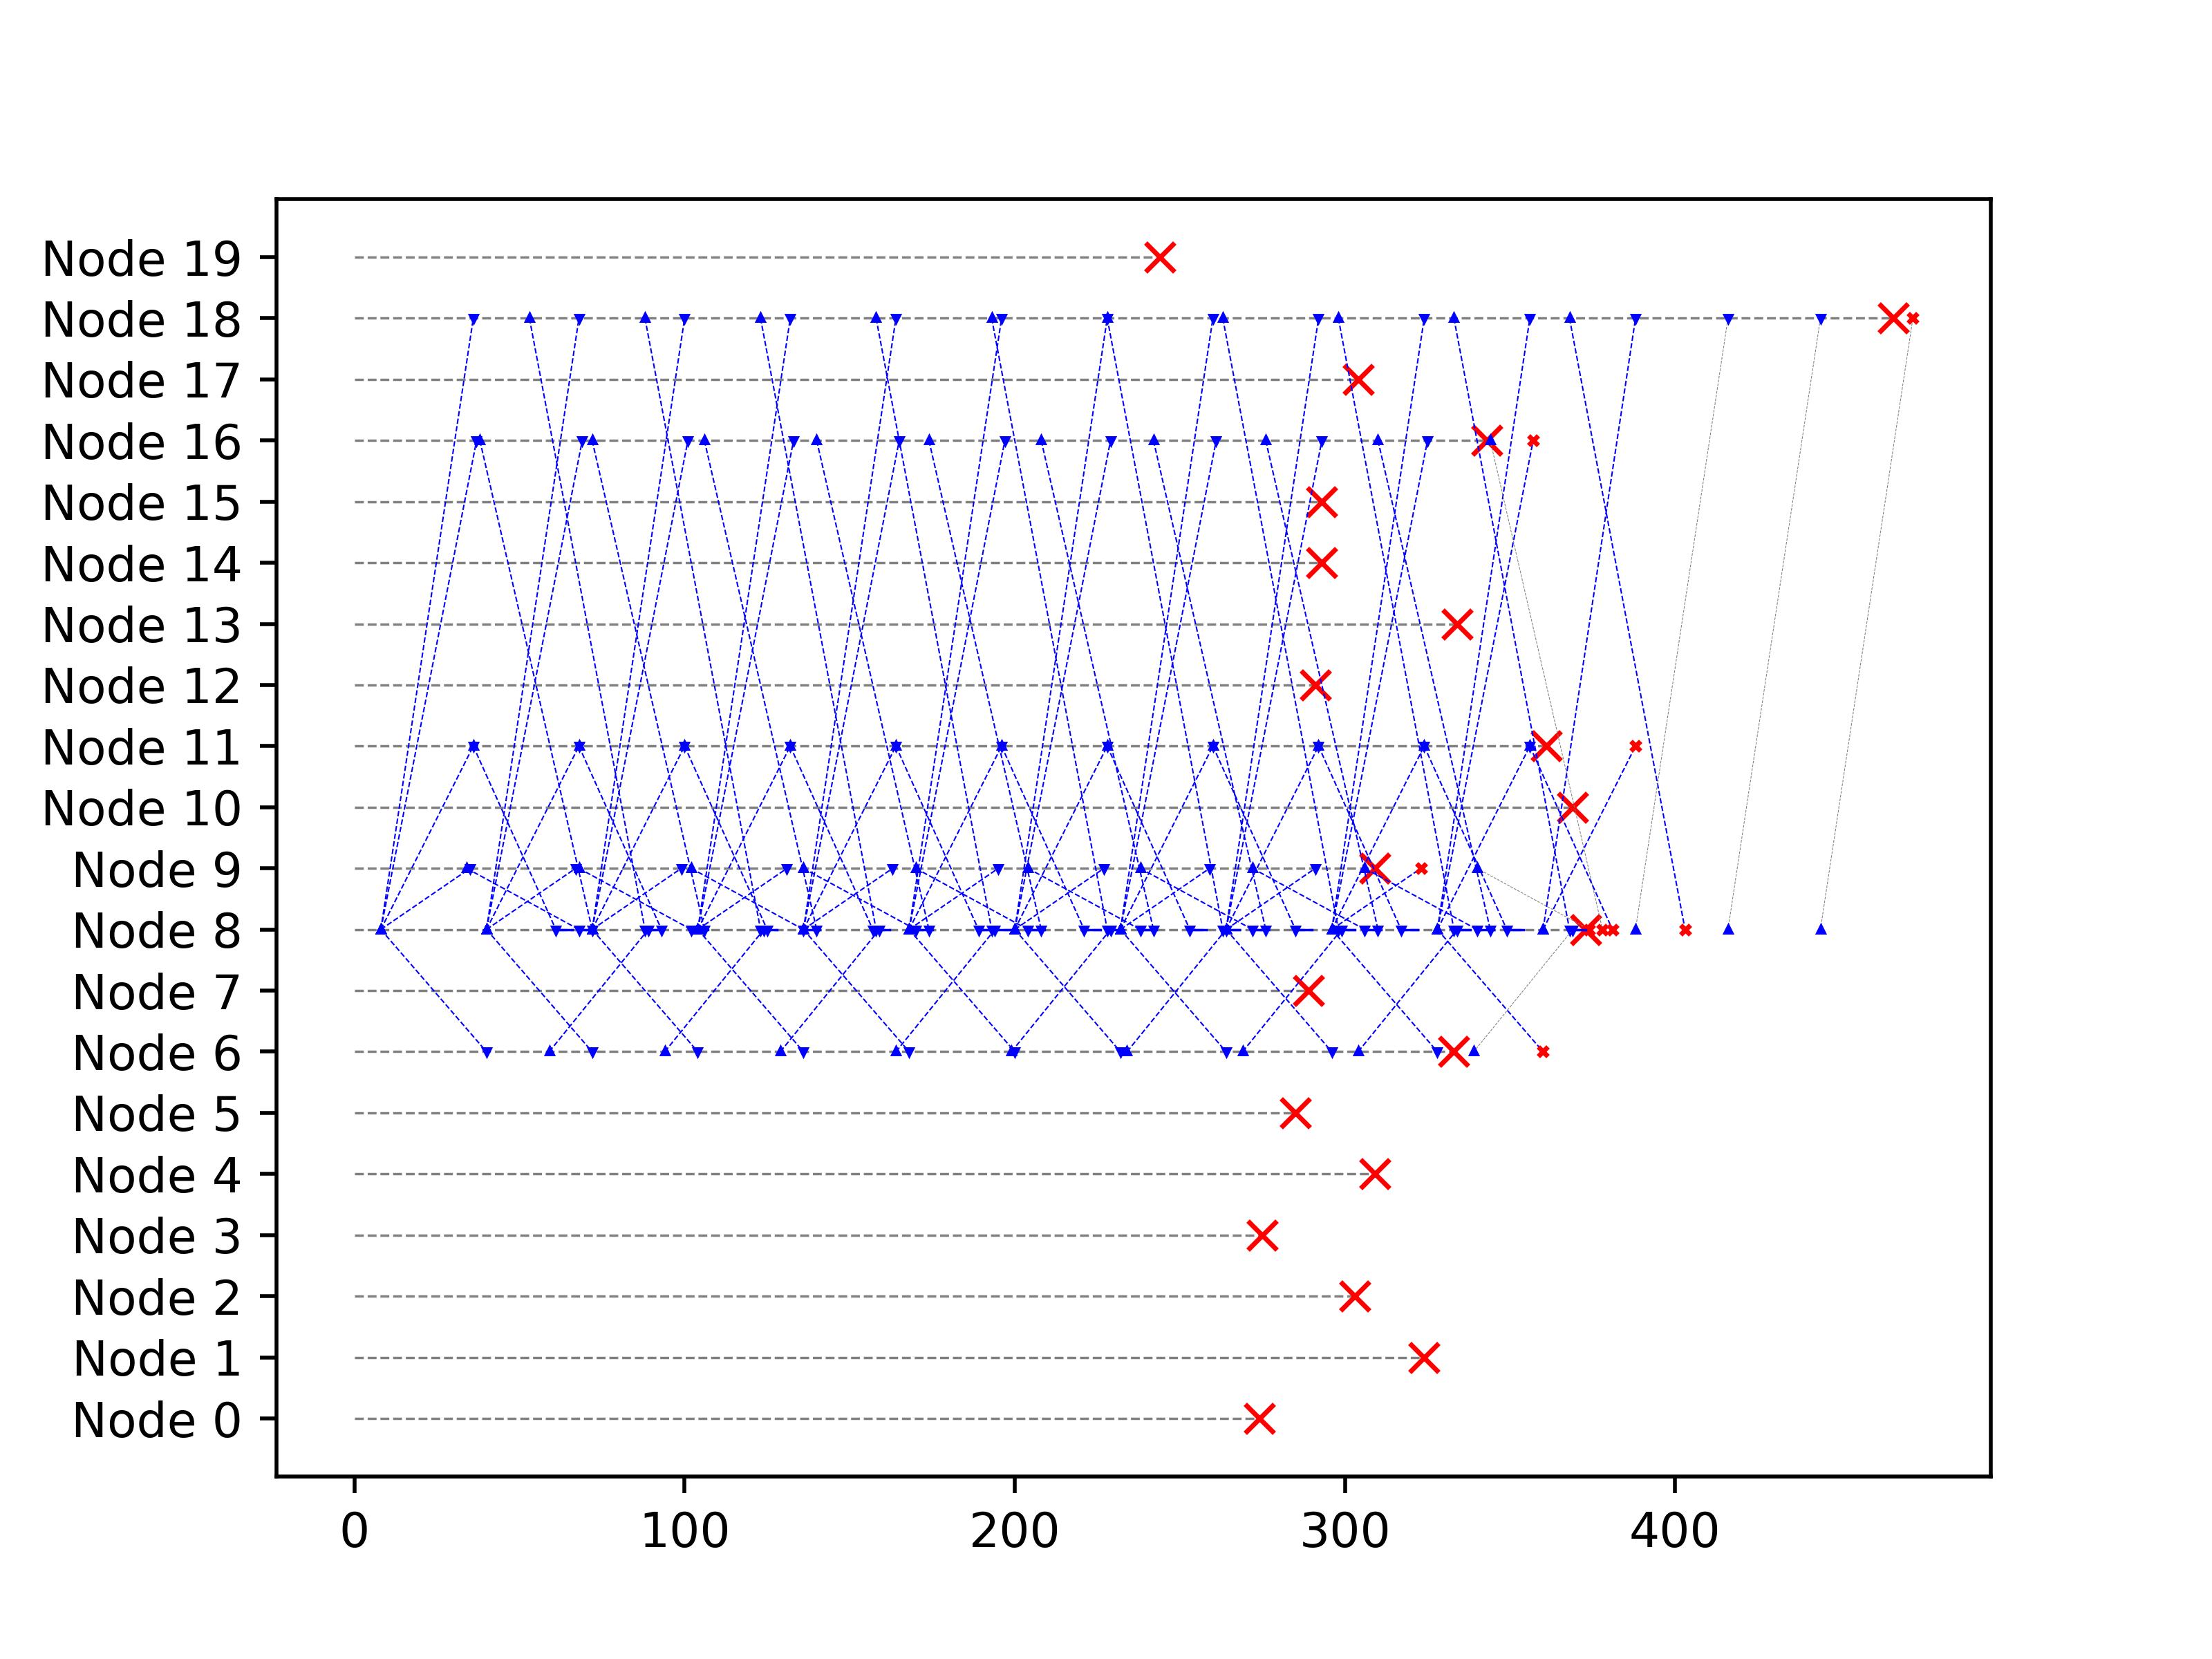 Node 19
Node 18
Node 17
Node 16
Node 15
Node 14
Node 13
Node 12
Node 11
Node 10
Node 9
Node 8
Node 7
Node 6
Node 5
Node 4
Node 3
Node 2
Node 1
Node 0
0 100 200 300 400